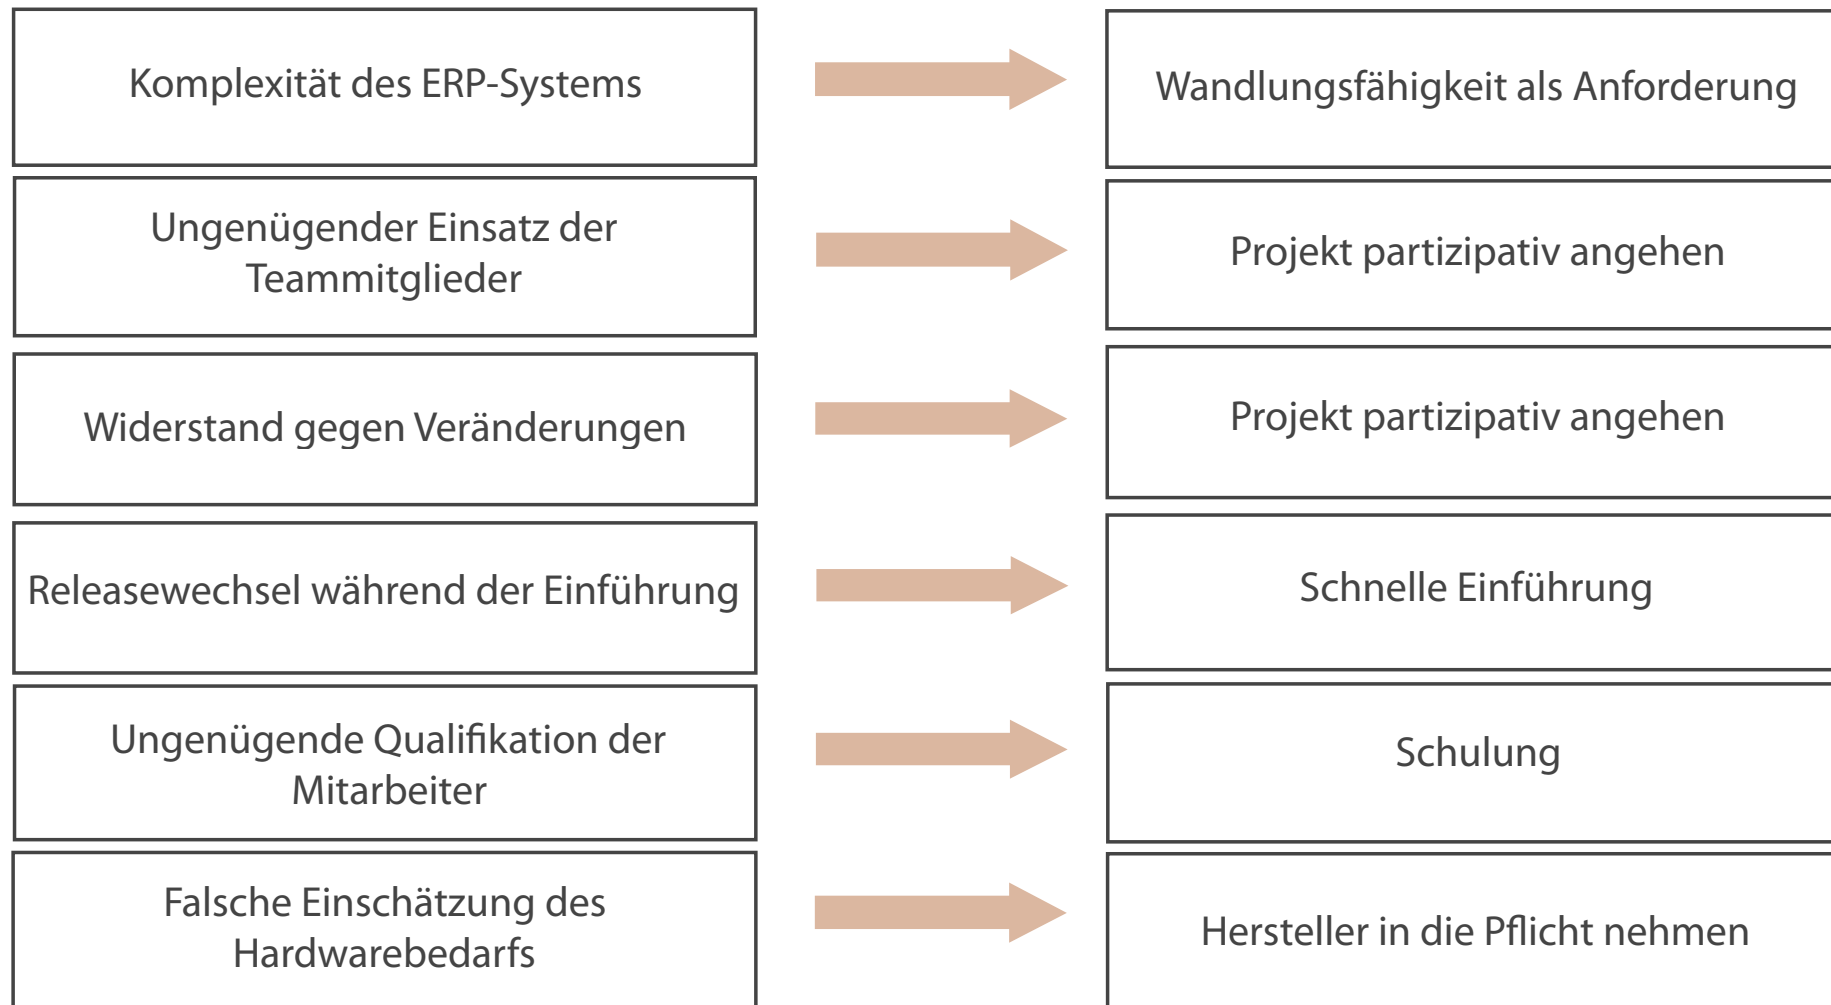 Komplexität des ERP-Systems
Wandlungsfähigkeit als Anforderung
Ungenügender Einsatz der
Teammitglieder
Projekt partizipativ angehen
Widerstand gegen Veränderungen
Projekt partizipativ angehen
Releasewechsel während der Einführung
Schnelle Einführung
Ungenügende Qualifikation der
Mitarbeiter
Schulung
Falsche Einschätzung des
Hardwarebedarfs
Hersteller in die Pflicht nehmen